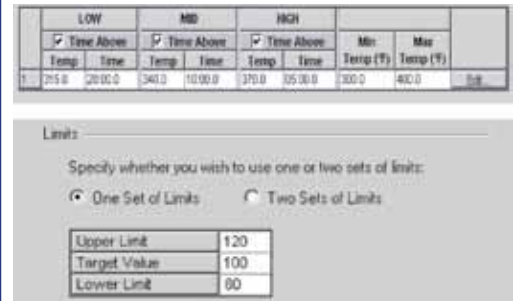 LOW MID HIGH
Time Above Time Above Time Above Min Temp (°F) Max Temp (°F)
Temp Time Temp Time Temp Time
1 315.0 20:00.0 340.0 10:00.0 370.0 05:00.0 300.0 400.0 Edit...
Limits
Specify whether you wish to use one or two sets of limits:
One Set of Limits Two Sets of Limits
Upper Limit 120
Target Value 100
Lower Limit 80